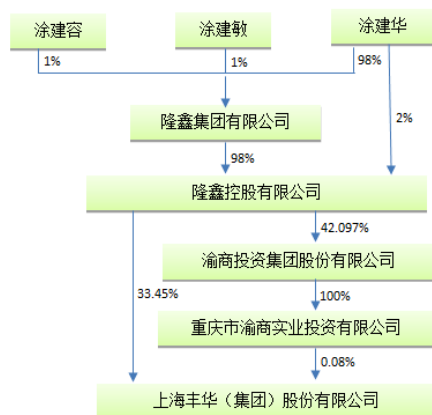 涂建容
涂建敏
涂建华
1%
1%
98%
隆鑫集团有限公司
2%
98%
隆鑫控股有限公司
42.097%
渝商投资集团股份有限公司
33.45%
100%
重庆市渝商实业投资有限公司
0.08%
上海丰华（集团）股份有限公司